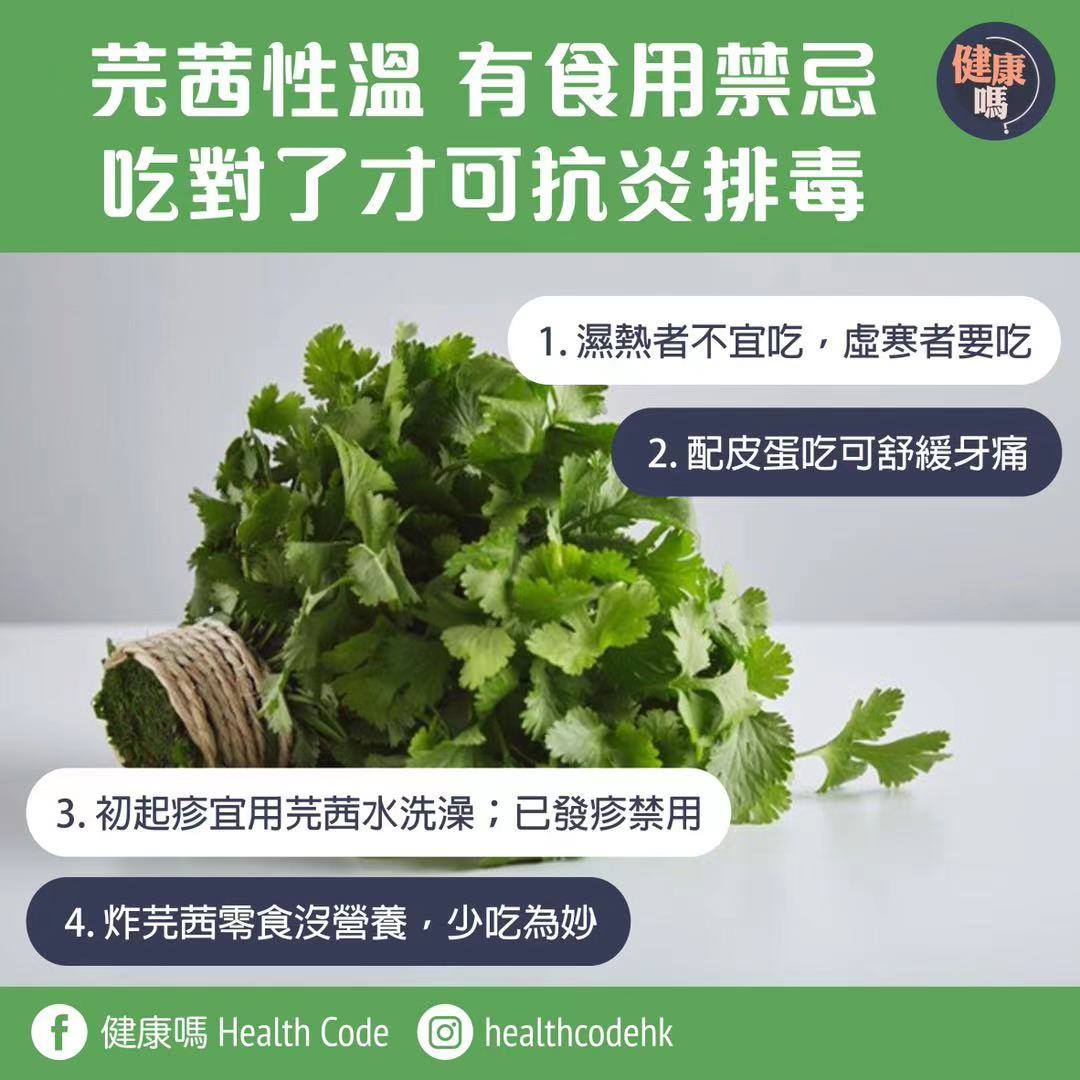 芫茜性溫 有食用禁忌
吃對了才可抗炎排毒
健康
嗎
1. 濕熱者不宜吃，虛寒者要吃
2. 配皮蛋吃可舒緩牙痛
3. 初起疹宜用芫茜水洗澡；已發疹禁用
4. 炸芫茜零食沒營養，少吃為妙
健康嗎 Health Code
healthcodehk